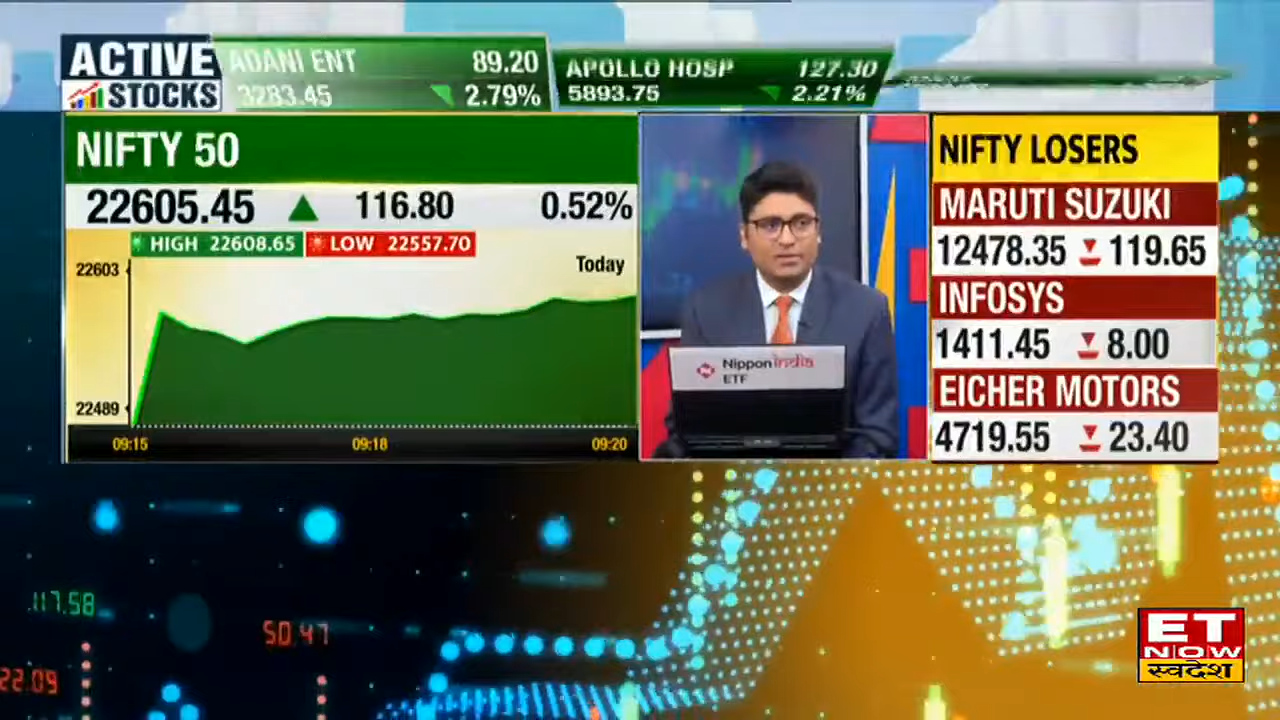 ACTIVE
STOCKS
ADANI ENT 89.20
3283.45 2.79%
APOLLO HOSP 127.30
5893.75 2.21%
NIFTY 50
22605.45 116.80 0.52%
HIGH 22608.65 LOW 22557.70
Today
22603
22489
09:15 09:18 09:20
Nippon india
ETF
NIFTY LOSERS
MARUTI SUZUKI
12478.35 119.65
INFOSYS
1411.45 8.00
EICHER MOTORS
4719.55 23.40
117.58
50.47
22.09
ET
NOW
स्वदेश